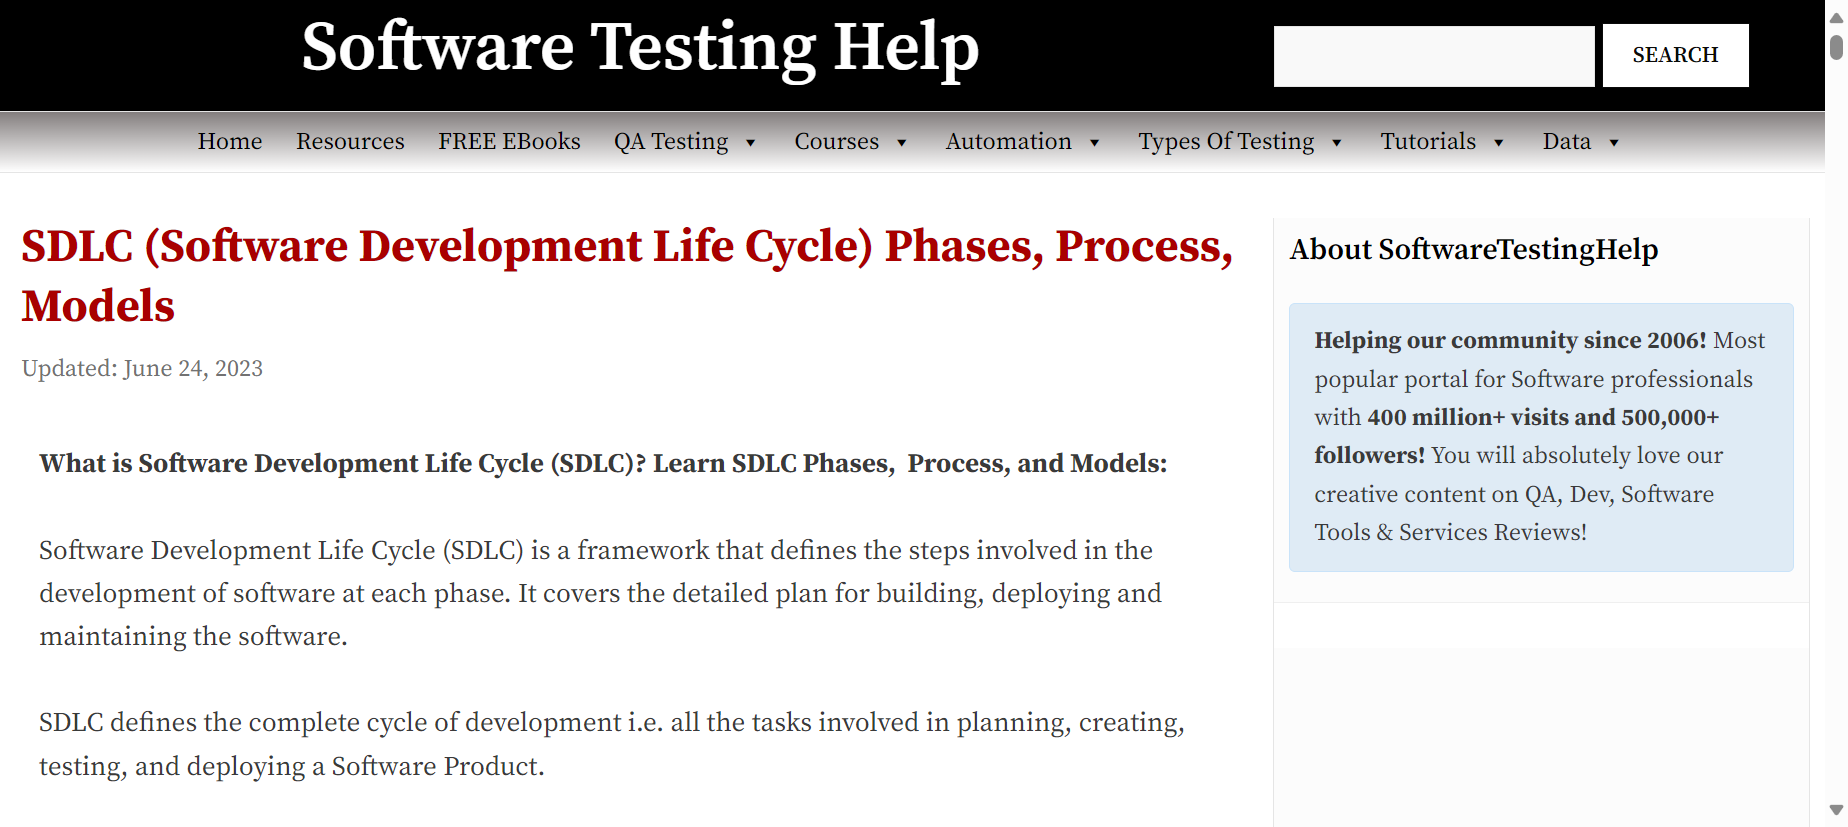 Software Testing Help
SEARCH
Home Resources FREE EBooks QA Testing Courses Automation Types Of Testing Tutorials Data
SDLC (Software Development Life Cycle) Phases, Process,
Models
Updated: June 24, 2023
What is Software Development Life Cycle (SDLC)? Learn SDLC Phases,  Process, and Models:
Software Development Life Cycle (SDLC) is a framework that defines the steps involved in the
development of software at each phase. It covers the detailed plan for building, deploying and
maintaining the software.
SDLC defines the complete cycle of development i.e. all the tasks involved in planning, creating,
testing, and deploying a Software Product.
About SoftwareTestingHelp
Helping our community since 2006! Most
popular portal for Software professionals
with 400 million+ visits and 500,000+
followers! You will absolutely love our
creative content on QA, Dev, Software
Tools & Services Reviews!